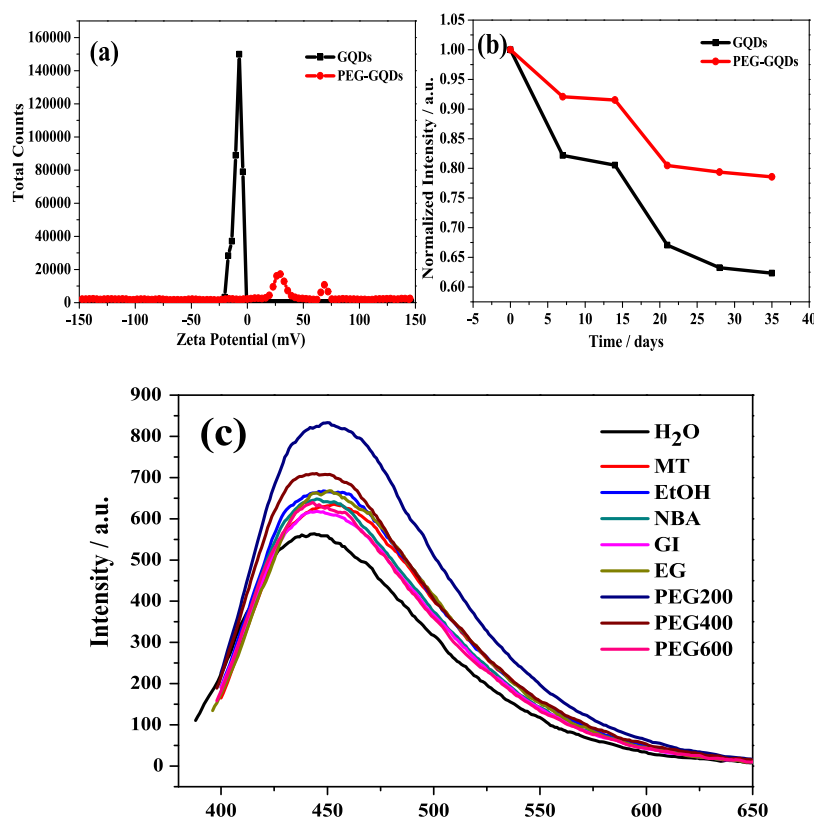 (a)
GQDs
PEG-GQDs
Total Counts
160000
140000
120000
100000
80000
60000
40000
20000
0
-150 -100 -50 0 50 100 150
Zeta Potential (mV)
(b)
GQDs
PEG-GQDs
Normalized Intensity / a.u.
1.00
0.95
0.90
0.85
0.80
0.75
0.70
0.65
0.60
-5 0 5 10 15 20 25 30 35 40
Time / days
(c)
H₂O
MT
EtOH
NBA
GI
EG
PEG200
PEG400
PEG600
Intensity / a.u.
900
800
700
600
500
400
300
200
100
0
400 450 500 550 600 650